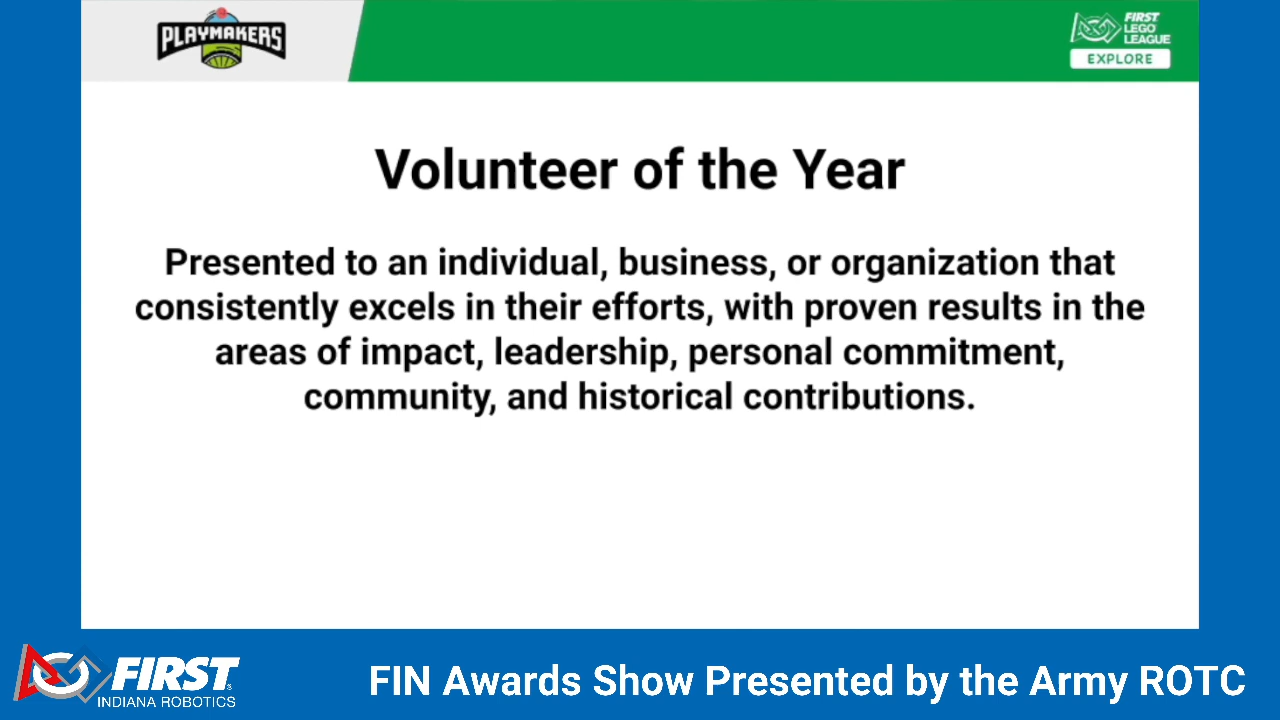 PLAYMAKERS
FIRST
LEGO
LEAGUE
EXPLORE
Volunteer of the Year
Presented to an individual, business, or organization that
consistently excels in their efforts, with proven results in the
areas of impact, leadership, personal commitment,
community, and historical contributions.
FIRST®
INDIANA ROBOTICS
FIN Awards Show Presented by the Army ROTC